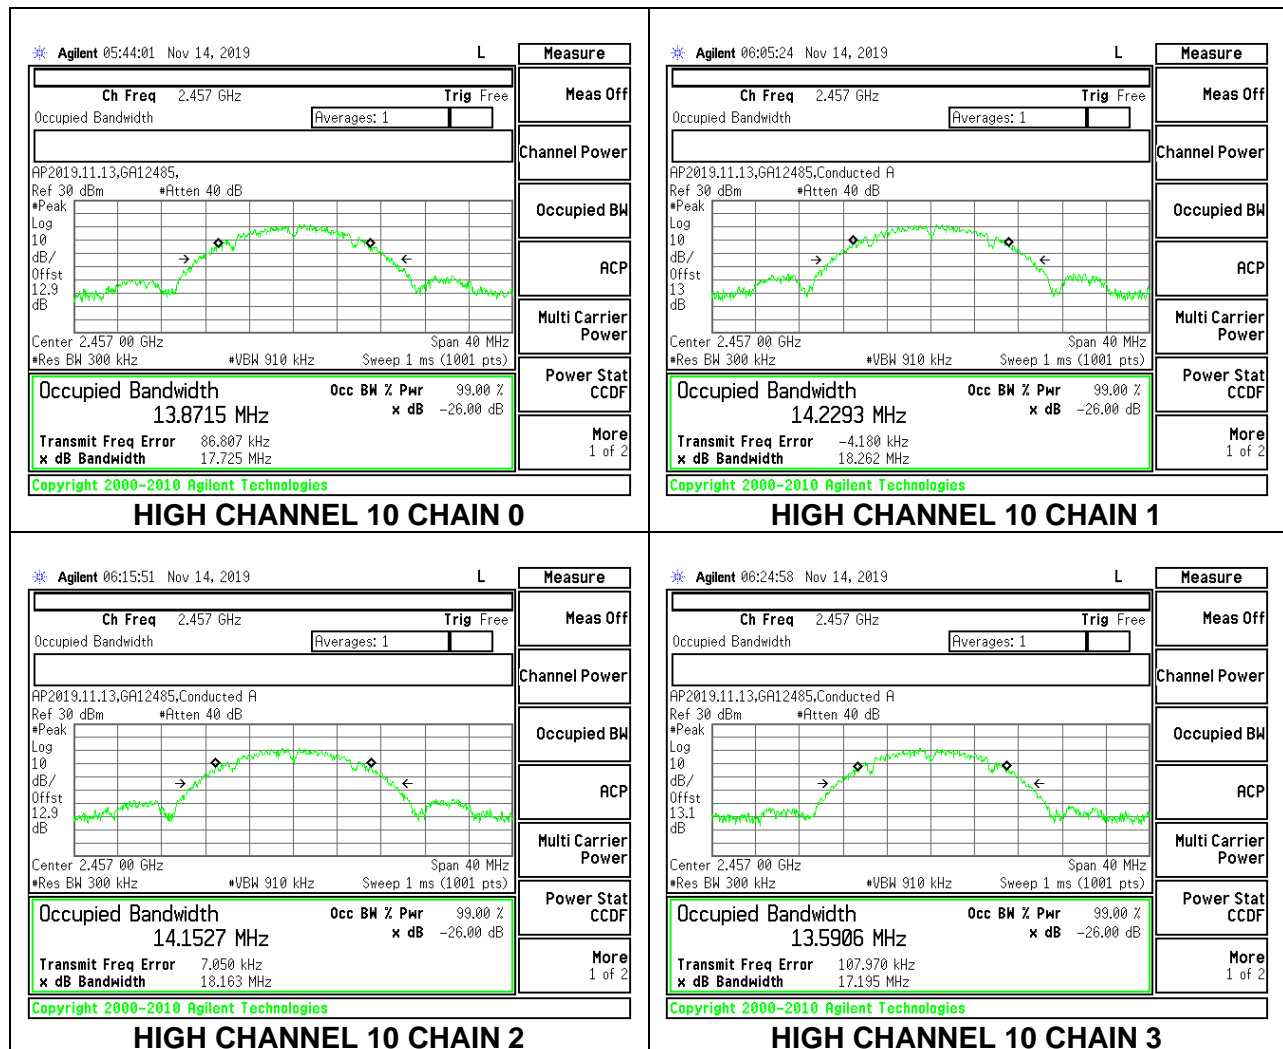 Agilent 05:44:01 Nov 14, 2019 L
Measure
Ch Freq 2.457 GHz Trig Free
Meas Off
Occupied Bandwidth Averages: 1
Channel Power
AP2019.11.13,GA12485,
Ref 30 dBm #Atten 40 dB
#Peak
Occupied BW
Log
10
dB/
ACP
Offst
12.9
dB
Multi Carrier
Power
Center 2.457 00 GHz Span 40 MHz
#Res BW 300 kHz #VBW 910 kHz Sweep 1 ms (1001 pts)
Power Stat
CCDF
Occupied Bandwidth Occ BW % Pwr 99.00 %
13.8715 MHz x dB -26.00 dB
More
1 of 2
Transmit Freq Error 86.807 kHz
x dB Bandwidth 17.725 MHz
Copyright 2000-2010 Agilent Technologies
HIGH CHANNEL 10 CHAIN 0
Agilent 06:05:24 Nov 14, 2019 L
Measure
Ch Freq 2.457 GHz Trig Free
Meas Off
Occupied Bandwidth Averages: 1
Channel Power
AP2019.11.13,GA12485,Conducted A
Ref 30 dBm #Atten 40 dB
#Peak
Occupied BW
Log
10
dB/
ACP
Offst
13
dB
Multi Carrier
Power
Center 2.457 00 GHz Span 40 MHz
#Res BW 300 kHz #VBW 910 kHz Sweep 1 ms (1001 pts)
Power Stat
CCDF
Occupied Bandwidth Occ BW % Pwr 99.00 %
14.2293 MHz x dB -26.00 dB
More
1 of 2
Transmit Freq Error -4.180 kHz
x dB Bandwidth 18.262 MHz
Copyright 2000-2010 Agilent Technologies
HIGH CHANNEL 10 CHAIN 1
Agilent 06:15:51 Nov 14, 2019 L
Measure
Ch Freq 2.457 GHz Trig Free
Meas Off
Occupied Bandwidth Averages: 1
Channel Power
AP2019.11.13,GA12485,Conducted A
Ref 30 dBm #Atten 40 dB
#Peak
Occupied BW
Log
10
dB/
ACP
Offst
12.9
dB
Multi Carrier
Power
Center 2.457 00 GHz Span 40 MHz
#Res BW 300 kHz #VBW 910 kHz Sweep 1 ms (1001 pts)
Power Stat
CCDF
Occupied Bandwidth Occ BW % Pwr 99.00 %
14.1527 MHz x dB -26.00 dB
More
1 of 2
Transmit Freq Error 7.050 kHz
x dB Bandwidth 18.163 MHz
Copyright 2000-2010 Agilent Technologies
HIGH CHANNEL 10 CHAIN 2
Agilent 06:24:58 Nov 14, 2019 L
Measure
Ch Freq 2.457 GHz Trig Free
Meas Off
Occupied Bandwidth Averages: 1
Channel Power
AP2019.11.13,GA12485,Conducted A
Ref 30 dBm #Atten 40 dB
#Peak
Occupied BW
Log
10
dB/
ACP
Offst
13.1
dB
Multi Carrier
Power
Center 2.457 00 GHz Span 40 MHz
#Res BW 300 kHz #VBW 910 kHz Sweep 1 ms (1001 pts)
Power Stat
CCDF
Occupied Bandwidth Occ BW % Pwr 99.00 %
13.5906 MHz x dB -26.00 dB
More
1 of 2
Transmit Freq Error 107.970 kHz
x dB Bandwidth 17.195 MHz
Copyright 2000-2010 Agilent Technologies
HIGH CHANNEL 10 CHAIN 3